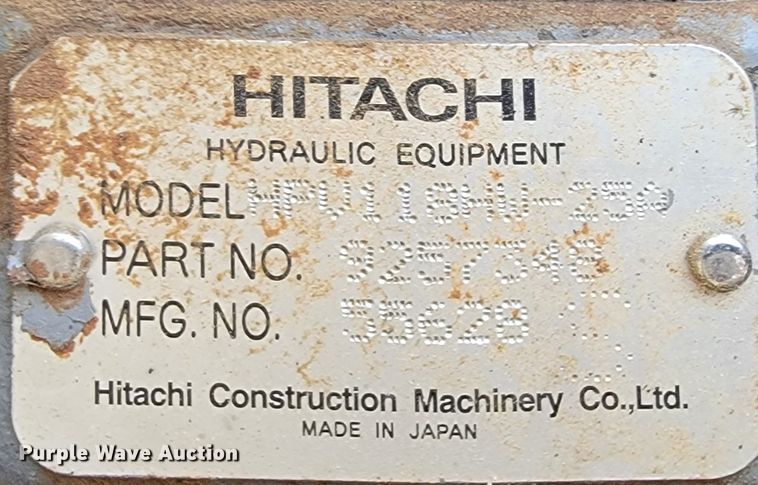 HITACHI
HYDRAULIC EQUIPMENT
MODEL HPV118HW-25A
PART NO. 9257348
MFG. NO. 55628
Hitachi Construction Machinery Co.,Ltd.
MADE IN JAPAN
Purple Wave Auction